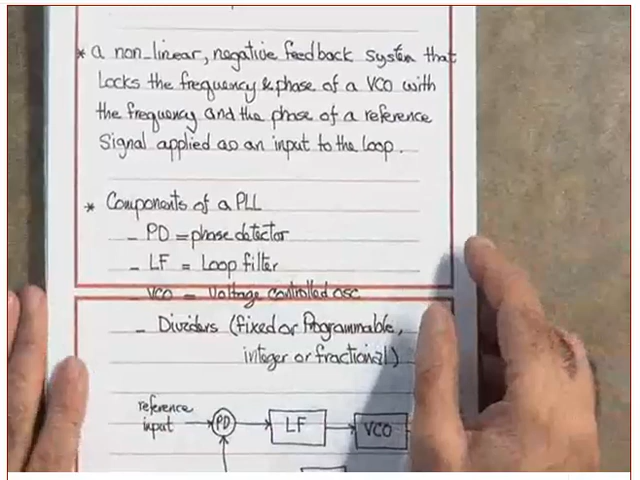 * a non-linear, negative feedback system that
Locks the frequency & phase of a VCO with
the frequency and the phase of a reference
Signal applied as an input to the loop.
* Components of a PLL
- PD = phase detector
- LF = Loop filter
- VCO = Voltage controlled osc
- Dividers (fixed or Programmable,
integer or fractional)
reference
input
PD
LF
VCO